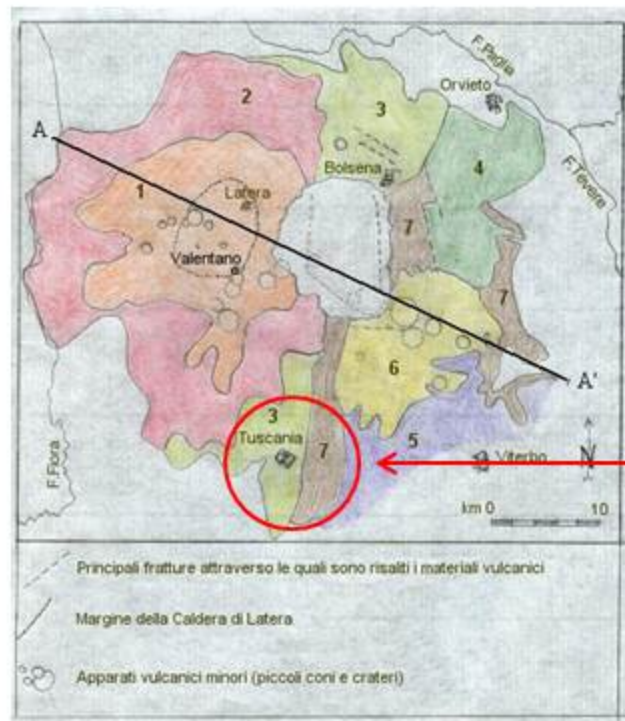 F. Paglia
Orvieto
2
3
A
Bolsena
4
F. Tevere
1
Latera
7
Valentano
7
6
A'
3
5
Tuscania
7
Viterbo
F. Fiora
N
km 0 10
Principali fratture attraverso le quali sono risaliti i materiali vulcanici
Margine della Caldera di Latera
Apparati vulcanici minori (piccoli coni e crateri)